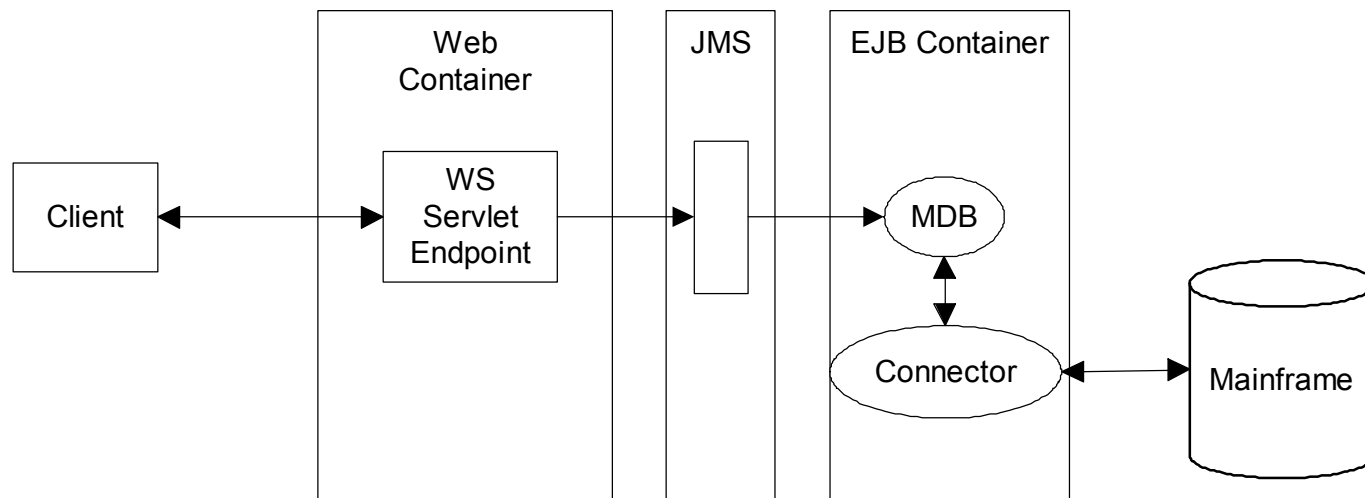 Web
Container
JMS
EJB Container
Client
WS
Servlet
Endpoint
MDB
Connector
Mainframe